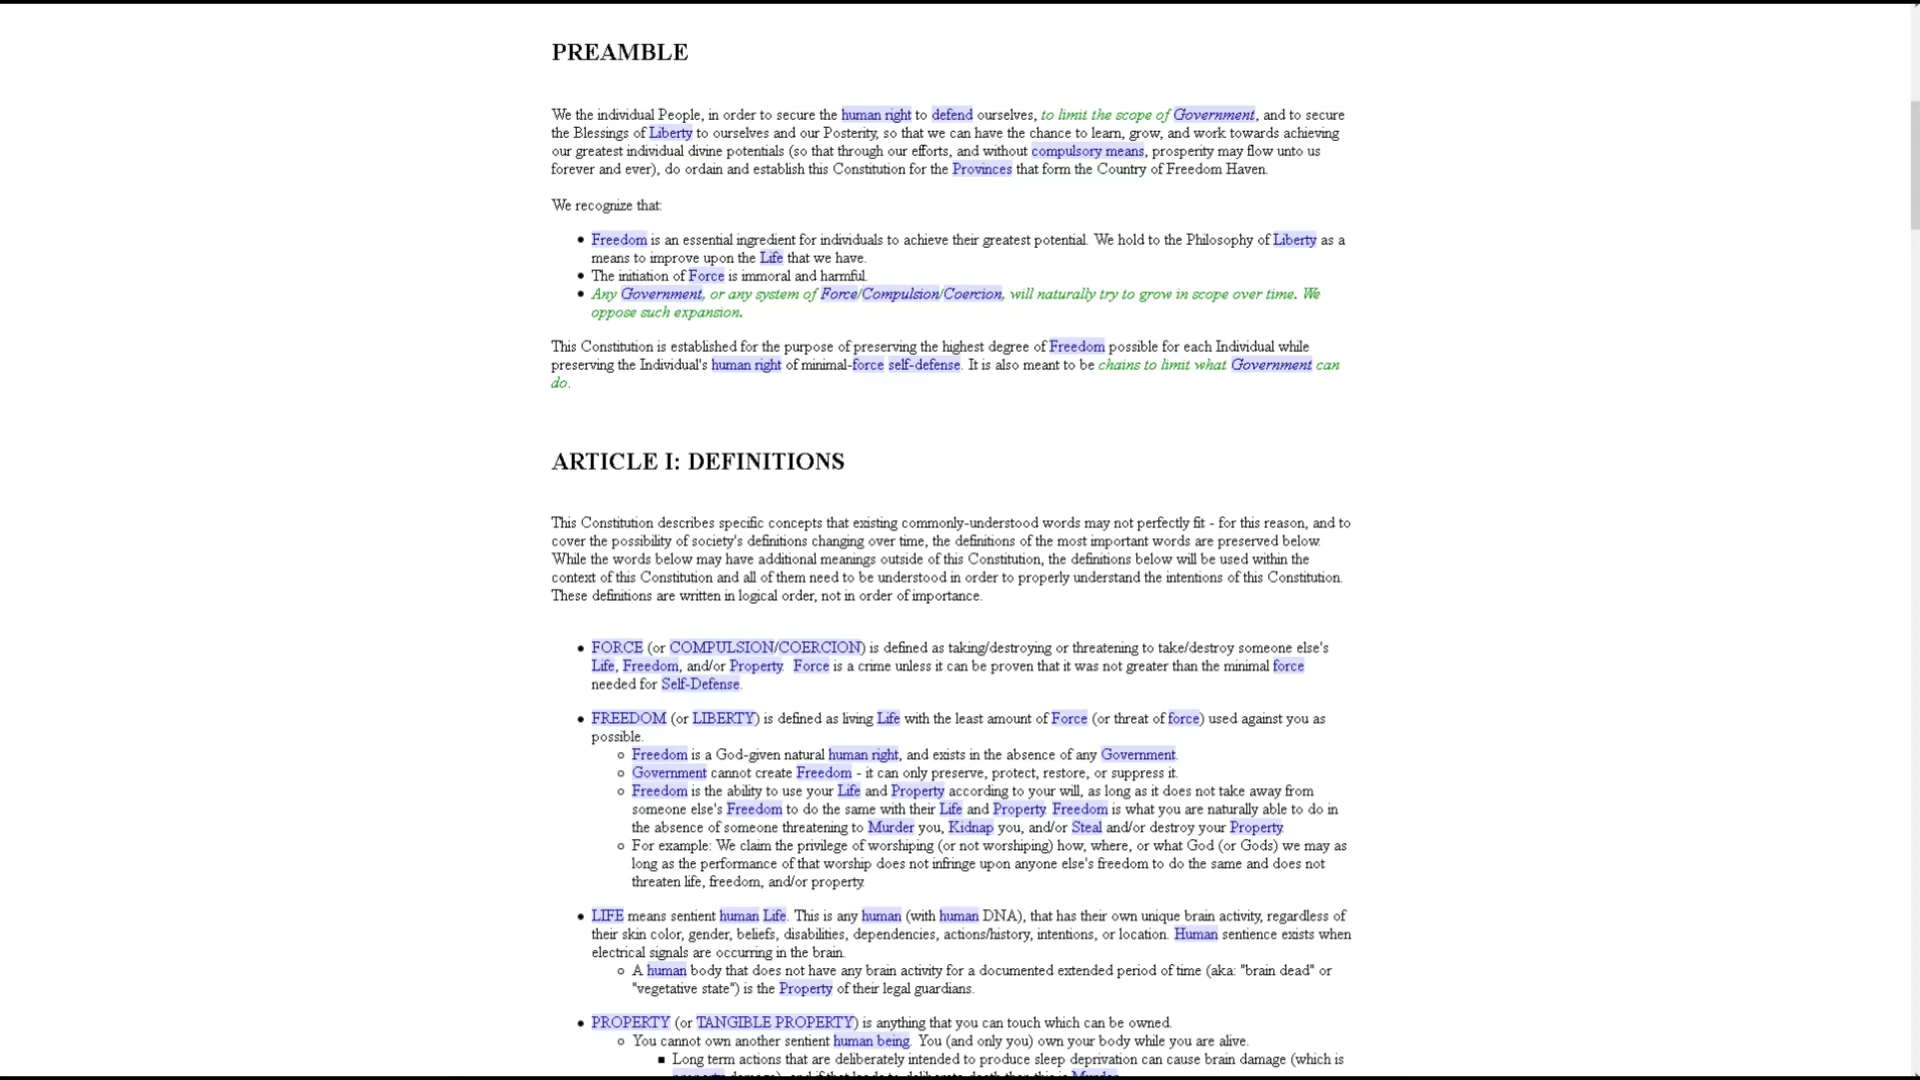 PREAMBLE
We the individual People, in order to secure the human right to defend ourselves, to limit the scope of Government, and to secure
the Blessings of Liberty to ourselves and our Posterity, so that we can have the chance to learn, grow, and work towards achieving
our greatest individual divine potentials (so that through our efforts, and without compulsory means, prosperity may flow unto us
forever and ever), do ordain and establish this Constitution for the Provinces that form the Country of Freedom Haven.
We recognize that:
• Freedom is an essential ingredient for individuals to achieve their greatest potential. We hold to the Philosophy of Liberty as a
means to improve upon the Life that we have.
• The initiation of Force is immoral and harmful.
• Any Government, or any system of Force/Compulsion/Coercion, will naturally try to grow in scope over time. We
oppose such expansion.
This Constitution is established for the purpose of preserving the highest degree of Freedom possible for each Individual while
preserving the Individual's human right of minimal-force self-defense. It is also meant to be chains to limit what Government can
do.
ARTICLE I: DEFINITIONS
This Constitution describes specific concepts that existing commonly-understood words may not perfectly fit - for this reason, and to
cover the possibility of society's definitions changing over time, the definitions of the most important words are preserved below.
While the words below may have additional meanings outside of this Constitution, the definitions below will be used within the
context of this Constitution and all of them need to be understood in order to properly understand the intentions of this Constitution.
These definitions are written in logical order, not in order of importance.
• FORCE (or COMPULSION/COERCION) is defined as taking/destroying or threatening to take/destroy someone else's
Life, Freedom, and/or Property. Force is a crime unless it can be proven that it was not greater than the minimal force
needed for Self-Defense.
• FREEDOM (or LIBERTY) is defined as living Life with the least amount of Force (or threat of force) used against you as
possible.
○ Freedom is a God-given natural human right, and exists in the absence of any Government.
○ Government cannot create Freedom - it can only preserve, protect, restore, or suppress it.
○ Freedom is the ability to use your Life and Property according to your will, as long as it does not take away from
someone else's Freedom to do the same with their Life and Property. Freedom is what you are naturally able to do in
the absence of someone threatening to Murder you, Kidnap you, and/or Steal and/or destroy your Property.
○ For example: We claim the privilege of worshiping (or not worshiping) how, where, or what God (or Gods) we may as
long as the performance of that worship does not infringe upon anyone else's freedom to do the same and does not
threaten life, freedom, and/or property.
• LIFE means sentient human Life. This is any human (with human DNA), that has their own unique brain activity, regardless of
their skin color, gender, beliefs, disabilities, dependencies, actions/history, intentions, or location. Human sentience exists when
electrical signals are occurring in the brain.
○ A human body that does not have any brain activity for a documented extended period of time (aka: "brain dead" or
"vegetative state") is the Property of their legal guardians.
• PROPERTY (or TANGIBLE PROPERTY) is anything that you can touch which can be owned.
○ You cannot own another sentient human being. You (and only you) own your body while you are alive.
■ Long term actions that are deliberately intended to produce sleep deprivation can cause brain damage (which is
property damage), and if that leads to deliberate death then this is Murder.